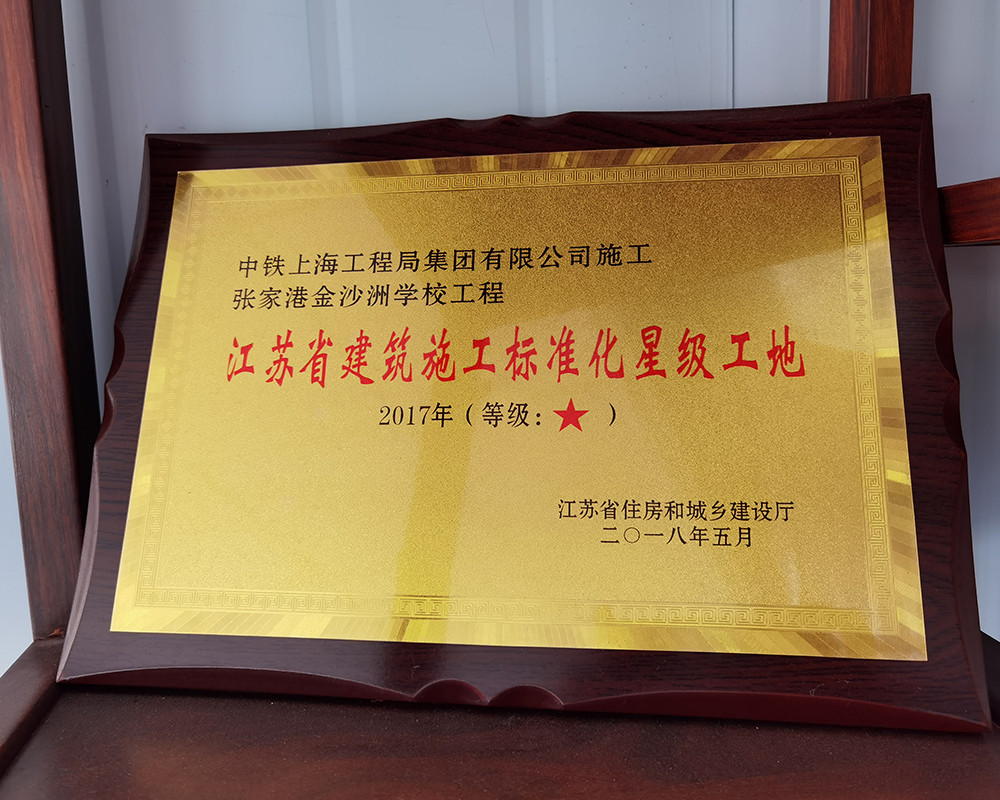 中铁上海工程局集团有限公司施工
张家港金沙洲学校工程
江苏省建筑施工标准化星级工地
2017年（等级：★ ）
江苏省住房和城乡建设厅
二〇一八年五月